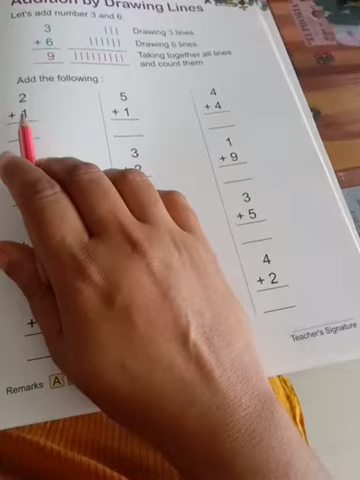 Addition by Drawing Lines
Let's add number 3 and 6
3 ||| Drawing 3 lines
+ 6 |||||| Drawing 6 lines
9 ||||||||| Taking together all lines
and count them
Add the following :
2
+ 1
5
+ 1
3
4
+ 4
1
+ 9
3
+ 5
4
+ 2
+
Teacher's Signature
Remarks A